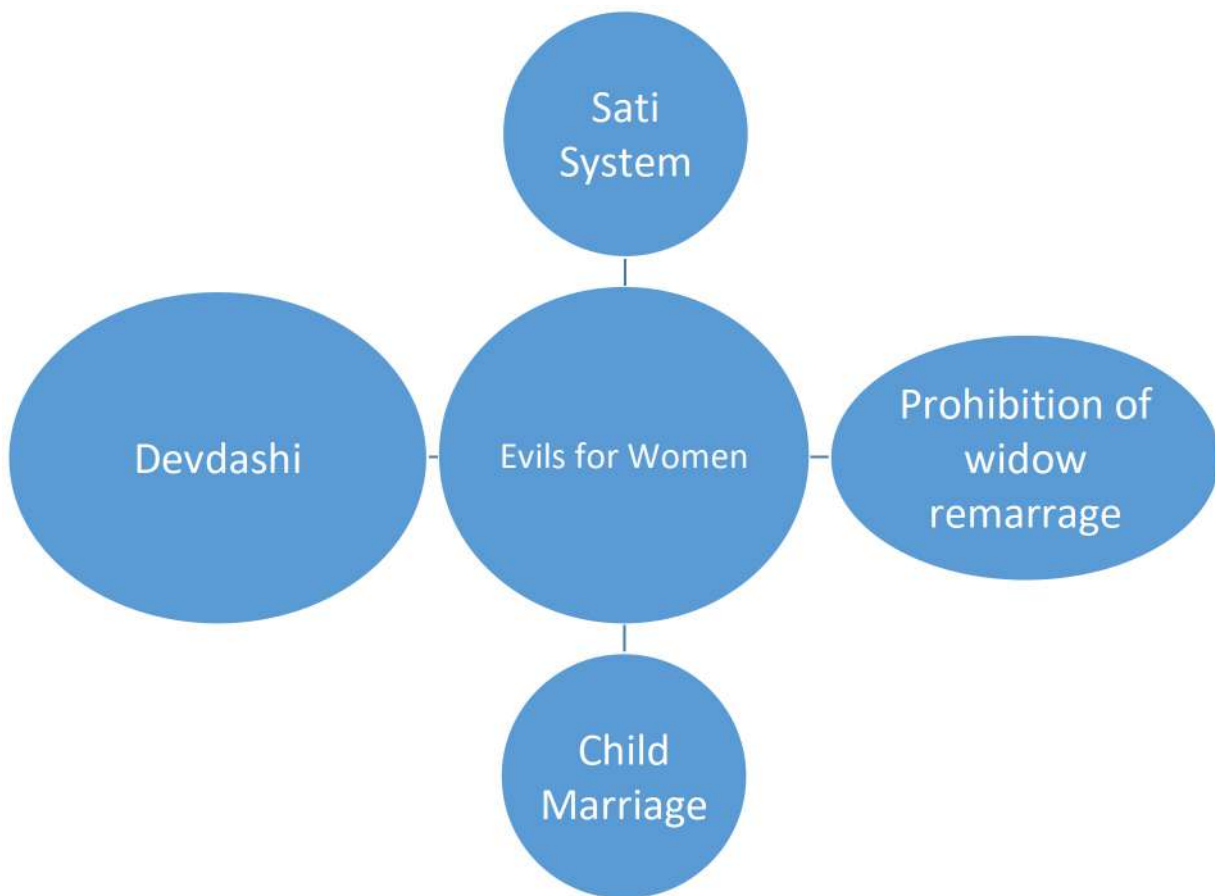 Sati
System
Devdashi
Evils for Women
Prohibition of
widow
remarrage
Child
Marriage